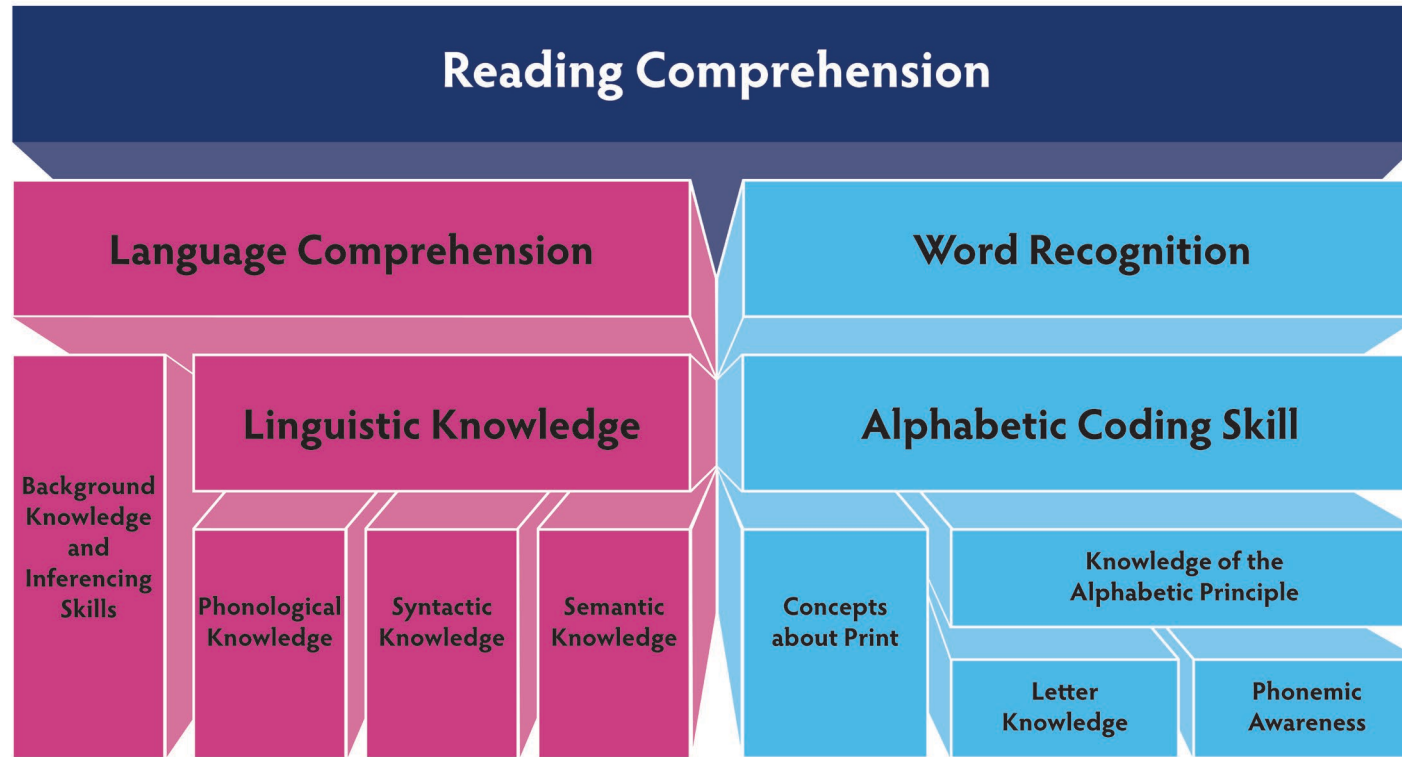 Reading Comprehension
Language Comprehension
Word Recognition
Linguistic Knowledge
Alphabetic Coding Skill
Background
Knowledge
and
Inferencing
Skills
Phonological
Knowledge
Syntactic
Knowledge
Semantic
Knowledge
Concepts
about Print
Knowledge of the
Alphabetic Principle
Letter
Knowledge
Phonemic
Awareness